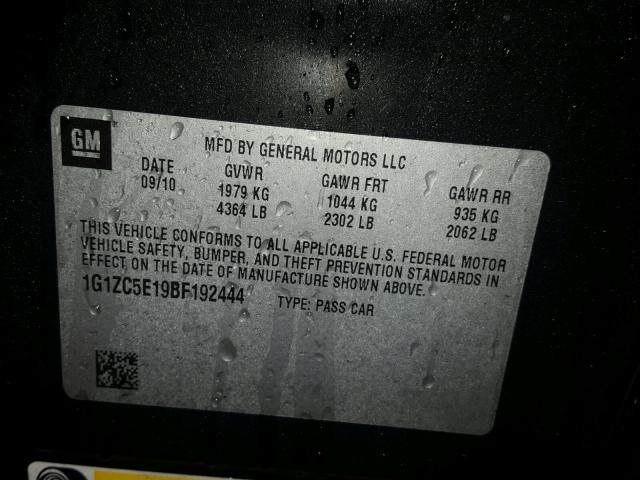 GM
MFD BY GENERAL MOTORS LLC
DATE GVWR GAWR FRT GAWR RR
09/10 1979 KG 1044 KG 935 KG
4364 LB 2302 LB 2062 LB
THIS VEHICLE CONFORMS TO ALL APPLICABLE U.S. FEDERAL MOTOR
VEHICLE SAFETY, BUMPER, AND THEFT PREVENTION STANDARDS IN
EFFECT ON THE DATE OF MANUFACTURE SHOWN ABOVE.
1G1ZC5E19BF192444 TYPE: PASS CAR